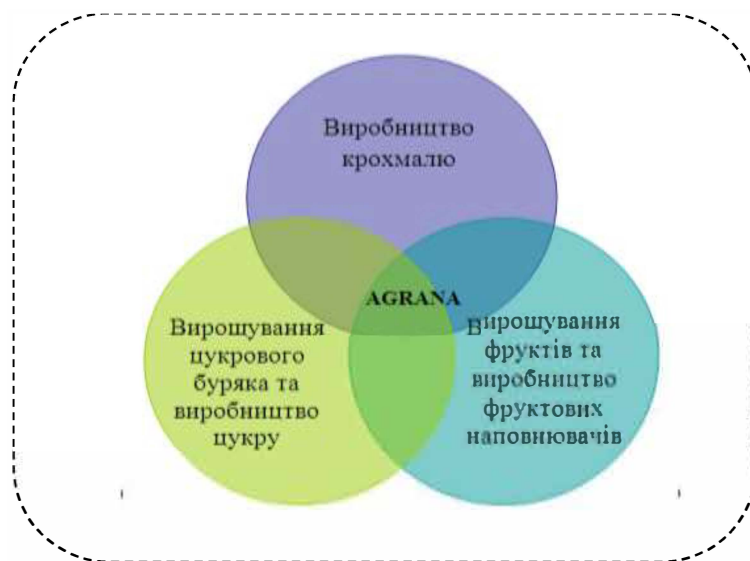 Виробництво
крохмалю
AGRANA
Вирощування
цукрового
буряка та
виробництво
цукру
Вирощування
фруктів та
виробництво
фруктових
наповнювачів